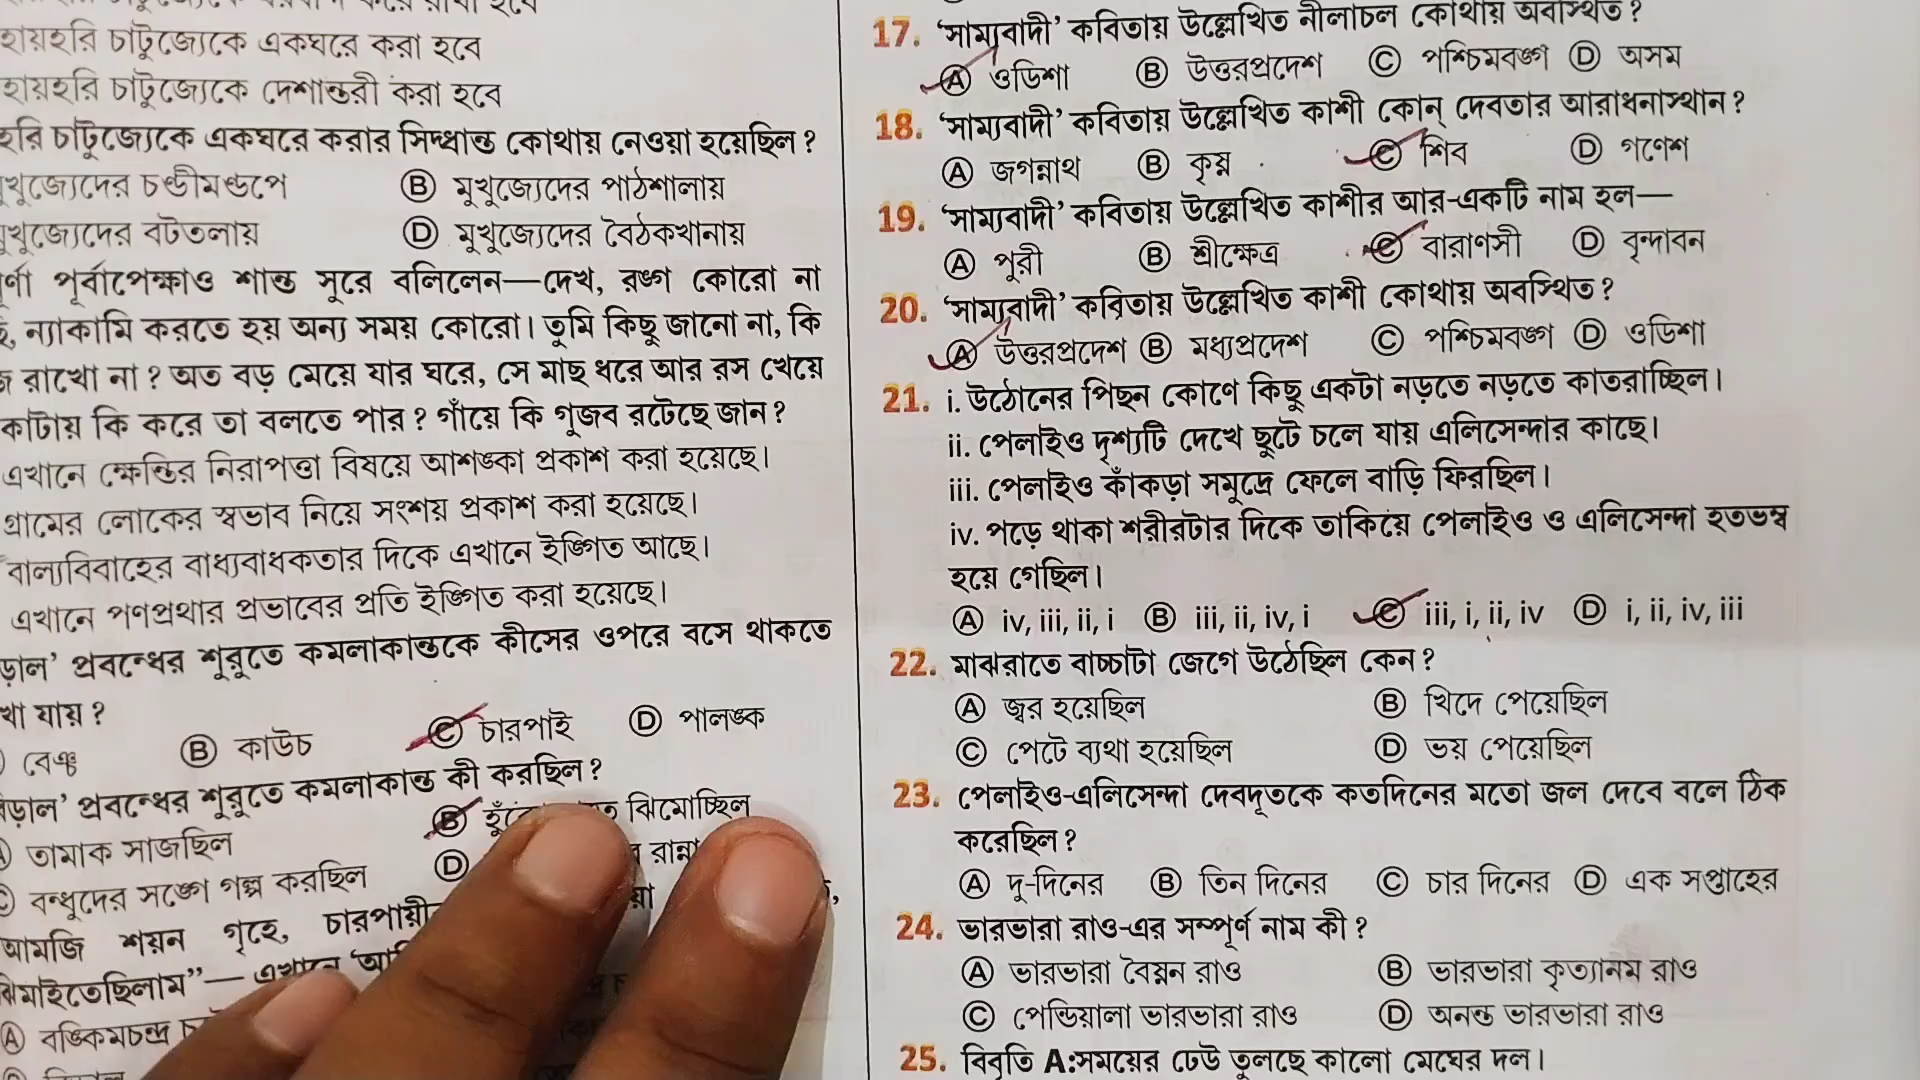 হায়হরি চাটুজ্যেকে একঘরে করা হবে
হায়হরি চাটুজ্যেকে দেশান্তরী করা হবে
হরি চাটুজ্যেকে একঘরে করার সিদ্ধান্ত কোথায় নেওয়া হয়েছিল?
মুখুজ্যেদের চণ্ডীমণ্ডপে Ⓑ মুখুজ্যেদের পাঠশালায়
মুখুজ্যেদের বটতলায় Ⓓ মুখুজ্যেদের বৈঠকখানায়
র্ণা পূর্বাপেক্ষাও শান্ত সুরে বলিলেন—দেখ, রঙ্গ কোরো না
ন্যাকামি করতে হয় অন্য সময় কোরো। তুমি কিছু জানো না, কি
রাখো না? অত বড় মেয়ে যার ঘরে, সে মাছ ধরে আর রস খেয়ে
কাটায় কি করে তা বলতে পার? গাঁয়ে কি গুজব রটেছে জান?
এখানে ক্ষেন্তির নিরাপত্তা বিষয়ে আশঙ্কা প্রকাশ করা হয়েছে।
গ্রামের লোকের স্বভাব নিয়ে সংশয় প্রকাশ করা হয়েছে।
বাল্যবিবাহের বাধ্যবাধকতার দিকে এখানে ইঙ্গিত আছে।
এখানে পণপ্রথার প্রভাবের প্রতি ইঙ্গিত করা হয়েছে।
ড়াল' প্রবন্ধের শুরুতে কমলাকান্তকে কীসের ওপরে বসে থাকতে
খা যায়?
বেঞ্চ Ⓑ কাউচ Ⓒ চারপাই Ⓓ পালঙ্ক
ড়াল' প্রবন্ধের শুরুতে কমলাকান্ত কী করছিল?
তামাক সাজছিল Ⓑ ঝিমোচ্ছিল
বন্ধুদের সঙ্গে গল্প করছিল Ⓓ
আমজি শয়ন গৃহে, চারপায়ী
ঝিমাইতেছিলাম”— এখানে
Ⓐ বঙ্কিমচন্দ্র
17. ‘সাম্যবাদী’ কবিতায় উল্লেখিত নীলাচল কোথায় অবস্থিত?
Ⓐ ওডিশা Ⓑ উত্তরপ্রদেশ Ⓒ পশ্চিমবঙ্গ Ⓓ অসম
18. ‘সাম্যবাদী’ কবিতায় উল্লেখিত কাশী কোন্ দেবতার আরাধনাস্থান?
Ⓐ জগন্নাথ Ⓑ কৃষ্ণ Ⓒ শিব Ⓓ গণেশ
19. ‘সাম্যবাদী’ কবিতায় উল্লেখিত কাশীর আর-একটি নাম হল—
Ⓐ পুরী Ⓑ শ্রীক্ষেত্র Ⓒ বারাণসী Ⓓ বৃন্দাবন
20. ‘সাম্যবাদী’ কবিতায় উল্লেখিত কাশী কোথায় অবস্থিত?
Ⓐ উত্তরপ্রদেশ Ⓑ মধ্যপ্রদেশ Ⓒ পশ্চিমবঙ্গ Ⓓ ওডিশা
21. i. উঠোনের পিছন কোণে কিছু একটা নড়তে নড়তে কাতরাচ্ছিল।
ii. পেলাইও দৃশ্যটি দেখে ছুটে চলে যায় এলিসেন্দার কাছে।
iii. পেলাইও কাঁকড়া সমুদ্রে ফেলে বাড়ি ফিরছিল।
iv. পড়ে থাকা শরীরটার দিকে তাকিয়ে পেলাইও ও এলিসেন্দা হতভম্ব
হয়ে গেছিল।
Ⓐ iv, iii, ii, i Ⓑ iii, ii, iv, i Ⓒ iii, i, ii, iv Ⓓ i, ii, iv, iii
22. মাঝরাতে বাচ্চাটা জেগে উঠেছিল কেন?
Ⓐ জ্বর হয়েছিল Ⓑ খিদে পেয়েছিল
Ⓒ পেটে ব্যথা হয়েছিল Ⓓ ভয় পেয়েছিল
23. পেলাইও-এলিসেন্দা দেবদূতকে কতদিনের মতো জল দেবে বলে ঠিক
করেছিল?
Ⓐ দু-দিনের Ⓑ তিন দিনের Ⓒ চার দিনের Ⓓ এক সপ্তাহের
24. ভারভারা রাও-এর সম্পূর্ণ নাম কী?
Ⓐ ভারভারা বৈষ্ণন রাও Ⓑ ভারভারা কৃত্যানম রাও
Ⓒ পেন্ডিয়ালা ভারভারা রাও Ⓓ অনন্ত ভারভারা রাও
25. বিবৃতি A:সময়ের ঢেউ তুলছে কালো মেঘের দল।